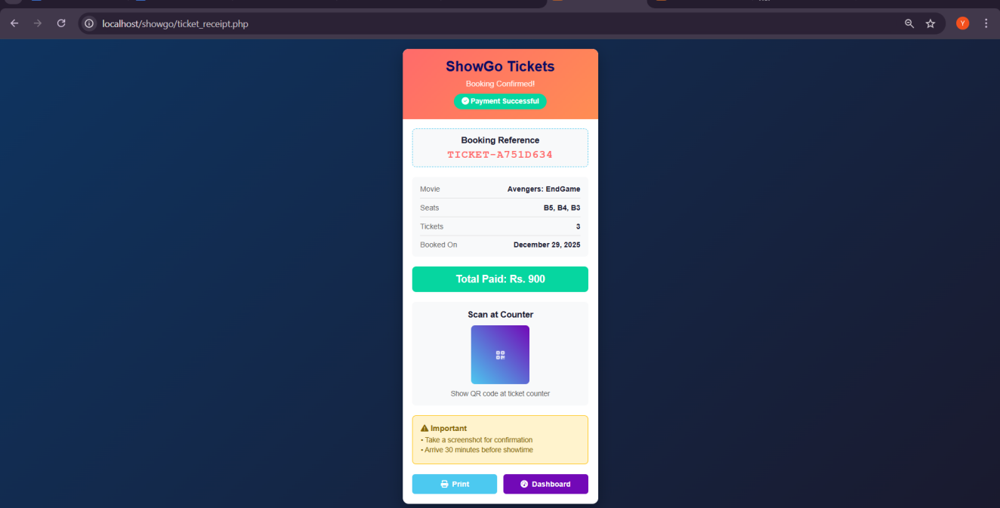 localhost/showgo/ticket_receipt.php
Y
ShowGo Tickets
Booking Confirmed!
Payment Successful
Booking Reference
TICKET-A751D634
Movie Avengers: EndGame
Seats B5, B4, B3
Tickets 3
Booked On December 29, 2025
Total Paid: Rs. 900
Scan at Counter
Show QR code at ticket counter
Important
• Take a screenshot for confirmation
• Arrive 30 minutes before showtime
Print Dashboard